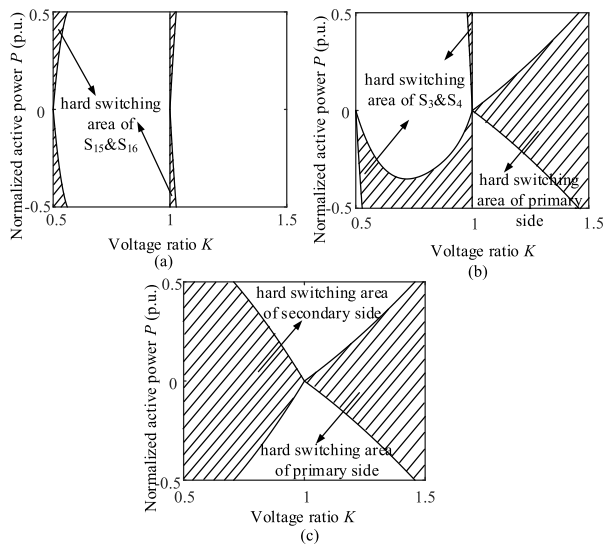 Normalized active power P (p.u.)
0.5
0
-0.5
hard switching
area of
S15&S16
0.5
1
1.5
Voltage ratio K
(a)
Normalized active power P (p.u.)
0.5
0
-0.5
hard switching
area of S3&S4
hard switching
area of primary
side
0.5
1
1.5
Voltage ratio K
(b)
Normalized active power P (p.u.)
0.5
0
-0.5
hard switching area
of secondary side
hard switching area
of primary side
0.5
1
1.5
Voltage ratio K
(c)